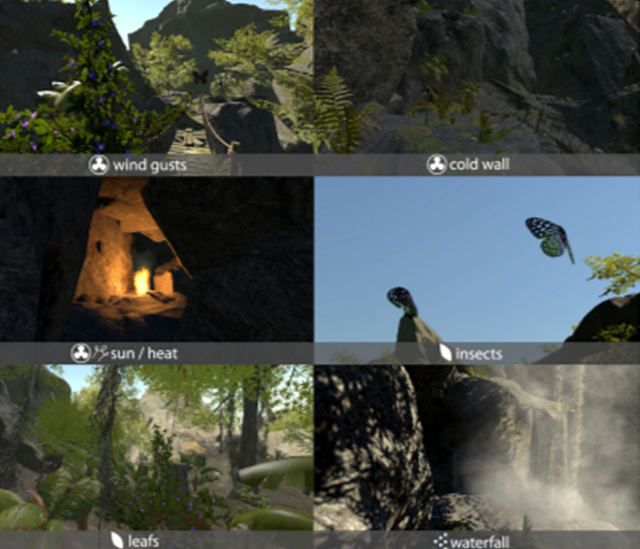 wind gusts
cold wall
sun / heat
insects
leafs
waterfall